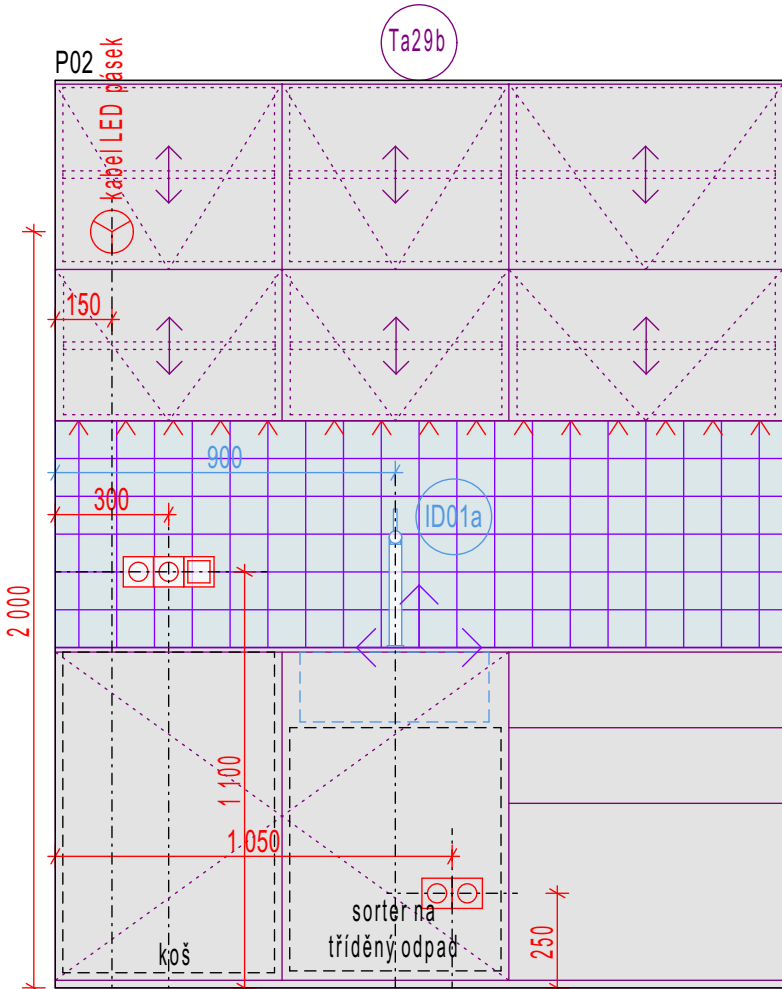 Ta29b
P02
kabel LED pásek
150
900
300
ID01a
2 000
1 100
1 050
sorter na
tříděný odpad
koš
250